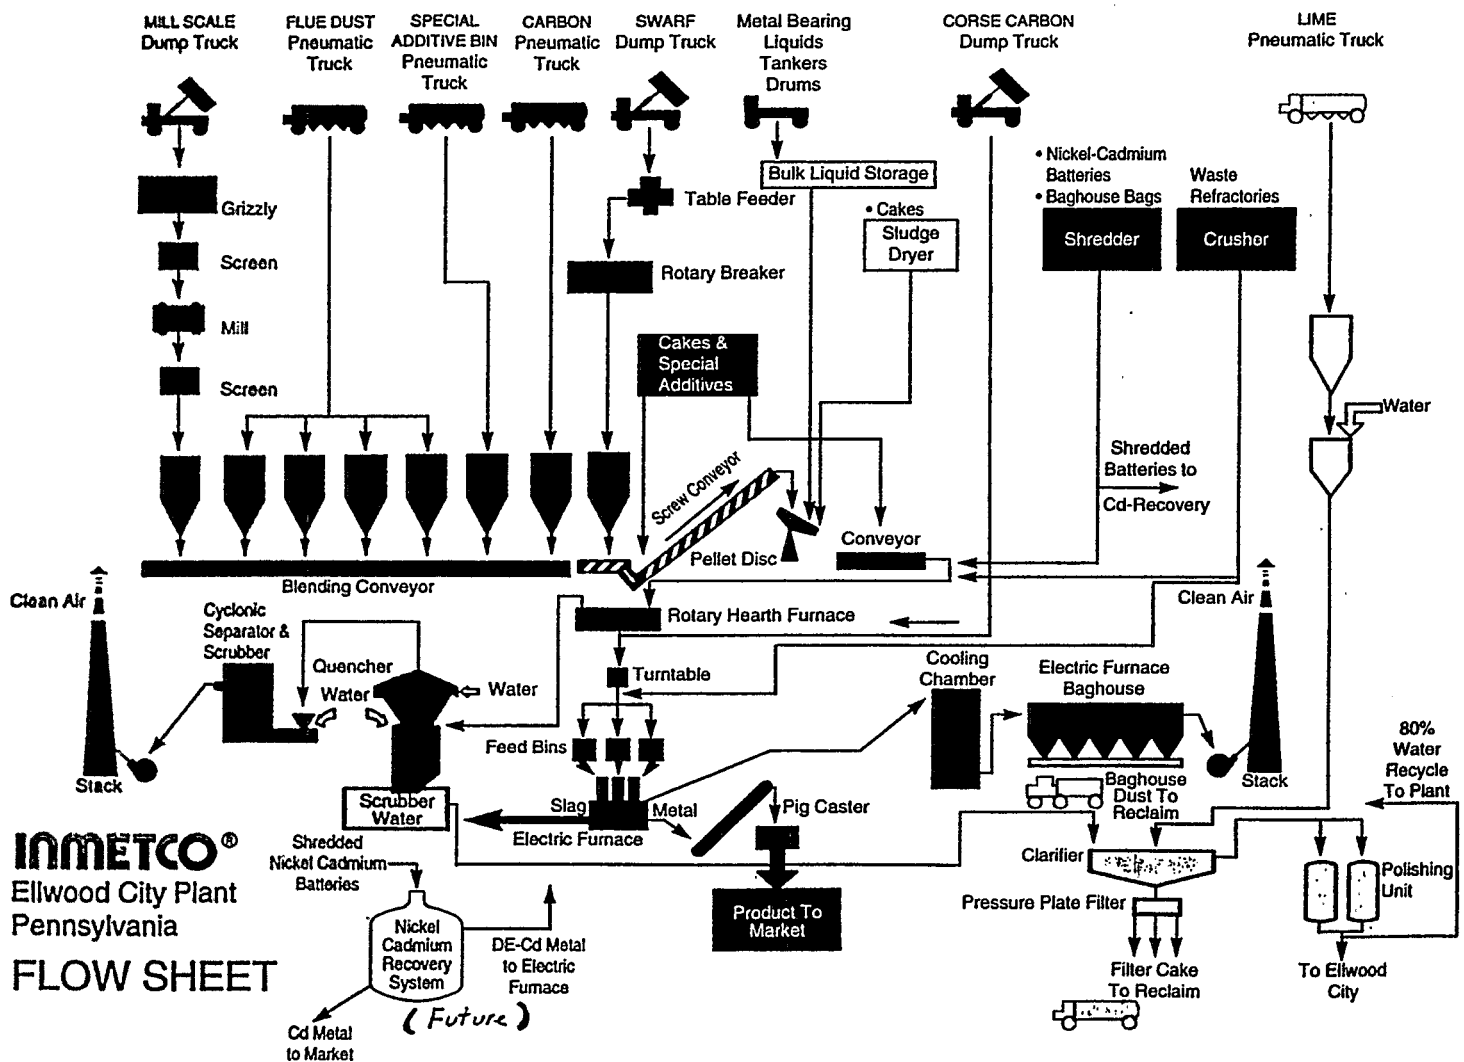 MILL SCALE
Dump Truck
FLUE DUST
Pneumatic
Truck
SPECIAL
ADDITIVE BIN
Pneumatic
Truck
CARBON
Pneumatic
Truck
SWARF
Dump Truck
Metal Bearing
Liquids
Tankers
Drums
CORSE CARBON
Dump Truck
LIME
Pneumatic Truck
Bulk Liquid Storage
• Nickel-Cadmium
Batteries
• Baghouse Bags
Waste
Refractories
Grizzly
Table Feeder
• Cakes
Sludge
Dryer
Shredder
Crusher
Screen
Rotary Breaker
Mill
Cakes &
Special
Additives
Screen
Water
Screw Conveyor
Shredded
Batteries to
Cd-Recovery
Pellet Disc
Conveyor
Blending Conveyor
Clean Air
Cyclonic
Separator &
Scrubber
Rotary Hearth Furnace
Clean Air
Quencher
Water
Water
Turntable
Cooling
Chamber
Electric Furnace
Baghouse
Feed Bins
80%
Water
Recycle
To Plant
Stack
Stack
Scrubber
Water
Slag
Metal
Electric Furnace
Pig Caster
Baghouse
Dust To
Reclaim
INMETCO®
Ellwood City Plant
Pennsylvania
FLOW SHEET
Shredded
Nickel Cadmium
Batteries
Clarifier
Polishing
Unit
Pressure Plate Filter
Product To
Market
Nickel
Cadmium
Recovery
System
DE-Cd Metal
to Electric
Furnace
Filter Cake
To Reclaim
To Ellwood
City
(Future)
Cd Metal
to Market